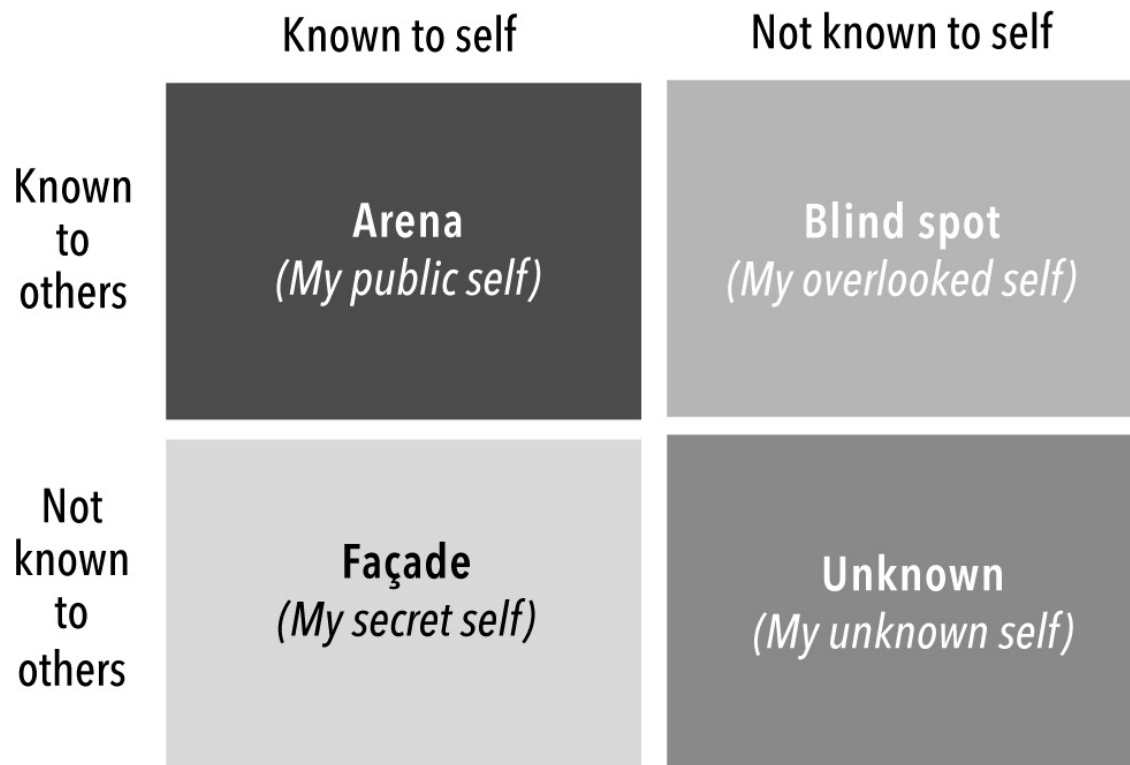 Known to self
Not known to self
Known
to
others
Arena
(My public self)
Blind spot
(My overlooked self)
Not
known
to
others
Façade
(My secret self)
Unknown
(My unknown self)